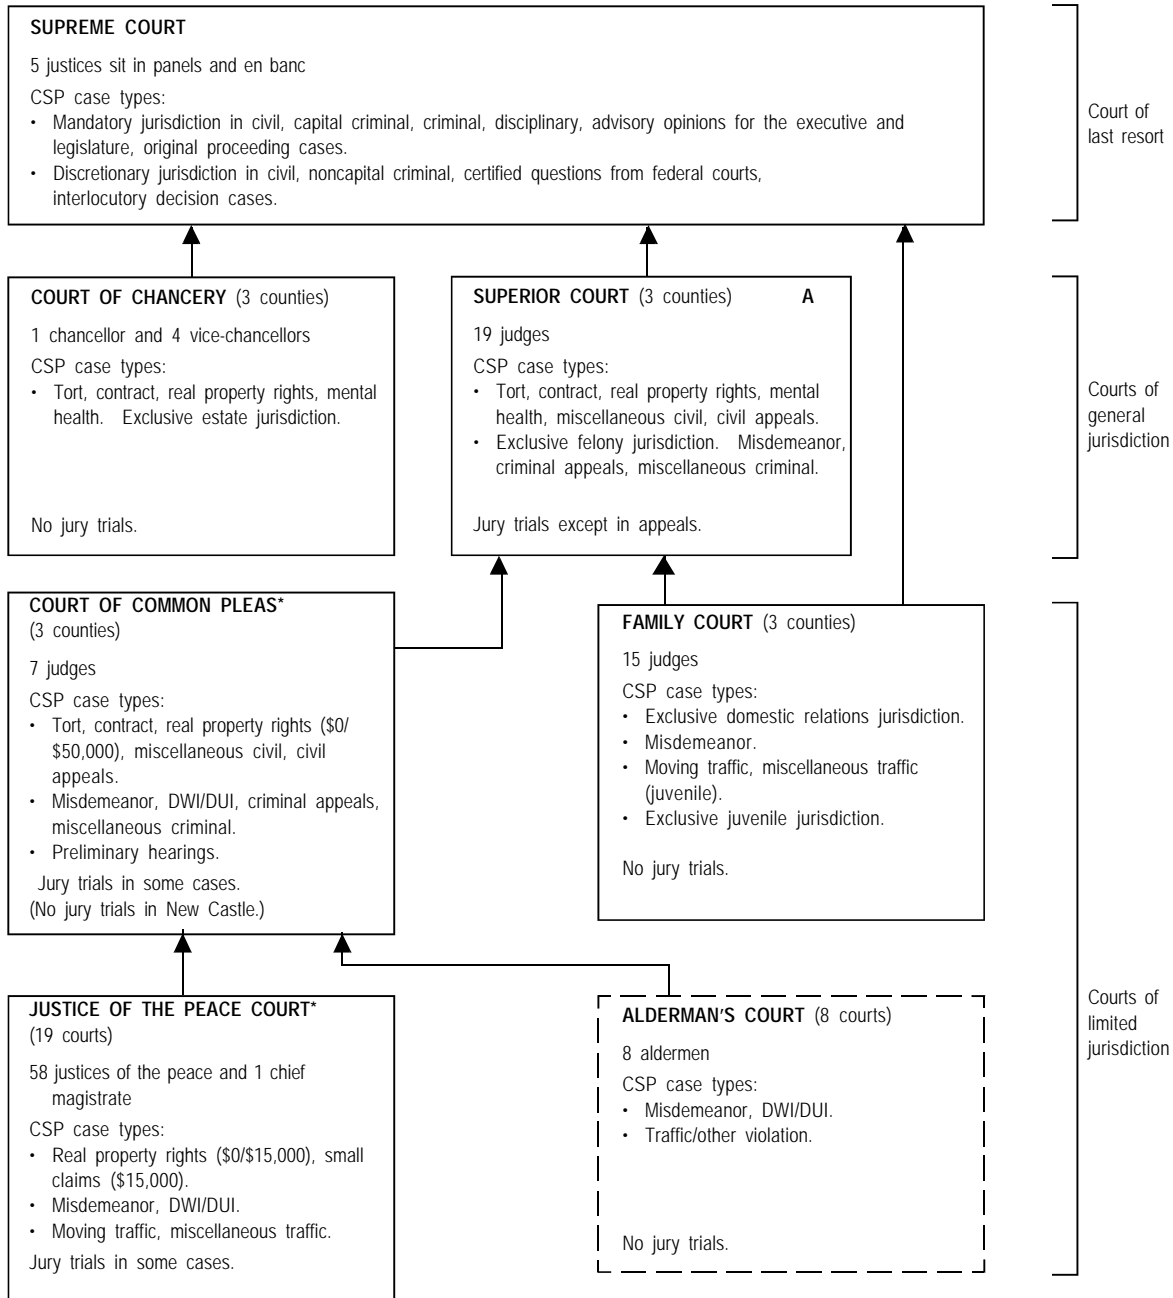 SUPREME COURT
5 justices sit in panels and en banc
CSP case types:
• Mandatory jurisdiction in civil, capital criminal, criminal, disciplinary, advisory opinions for the executive and
legislature, original proceeding cases.
• Discretionary jurisdiction in civil, noncapital criminal, certified questions from federal courts,
interlocutory decision cases.
Court of
last resort
COURT OF CHANCERY (3 counties)
1 chancellor and 4 vice-chancellors
CSP case types:
• Tort, contract, real property rights, mental
health. Exclusive estate jurisdiction.
No jury trials.
SUPERIOR COURT (3 counties) A
19 judges
CSP case types:
• Tort, contract, real property rights, mental
health, miscellaneous civil, civil appeals.
• Exclusive felony jurisdiction. Misdemeanor,
criminal appeals, miscellaneous criminal.
Jury trials except in appeals.
Courts of
general
jurisdiction
COURT OF COMMON PLEAS*
(3 counties)
7 judges
CSP case types:
• Tort, contract, real property rights ($0/
$50,000), miscellaneous civil, civil
appeals.
• Misdemeanor, DWI/DUI, criminal appeals,
miscellaneous criminal.
• Preliminary hearings.
Jury trials in some cases.
(No jury trials in New Castle.)
FAMILY COURT (3 counties)
15 judges
CSP case types:
• Exclusive domestic relations jurisdiction.
• Misdemeanor.
• Moving traffic, miscellaneous traffic
(juvenile).
• Exclusive juvenile jurisdiction.
No jury trials.
JUSTICE OF THE PEACE COURT*
(19 courts)
58 justices of the peace and 1 chief
magistrate
CSP case types:
• Real property rights ($0/$15,000), small
claims ($15,000).
• Misdemeanor, DWI/DUI.
• Moving traffic, miscellaneous traffic.
Jury trials in some cases.
ALDERMAN'S COURT (8 courts)
8 aldermen
CSP case types:
• Misdemeanor, DWI/DUI.
• Traffic/other violation.
No jury trials.
Courts of
limited
jurisdiction